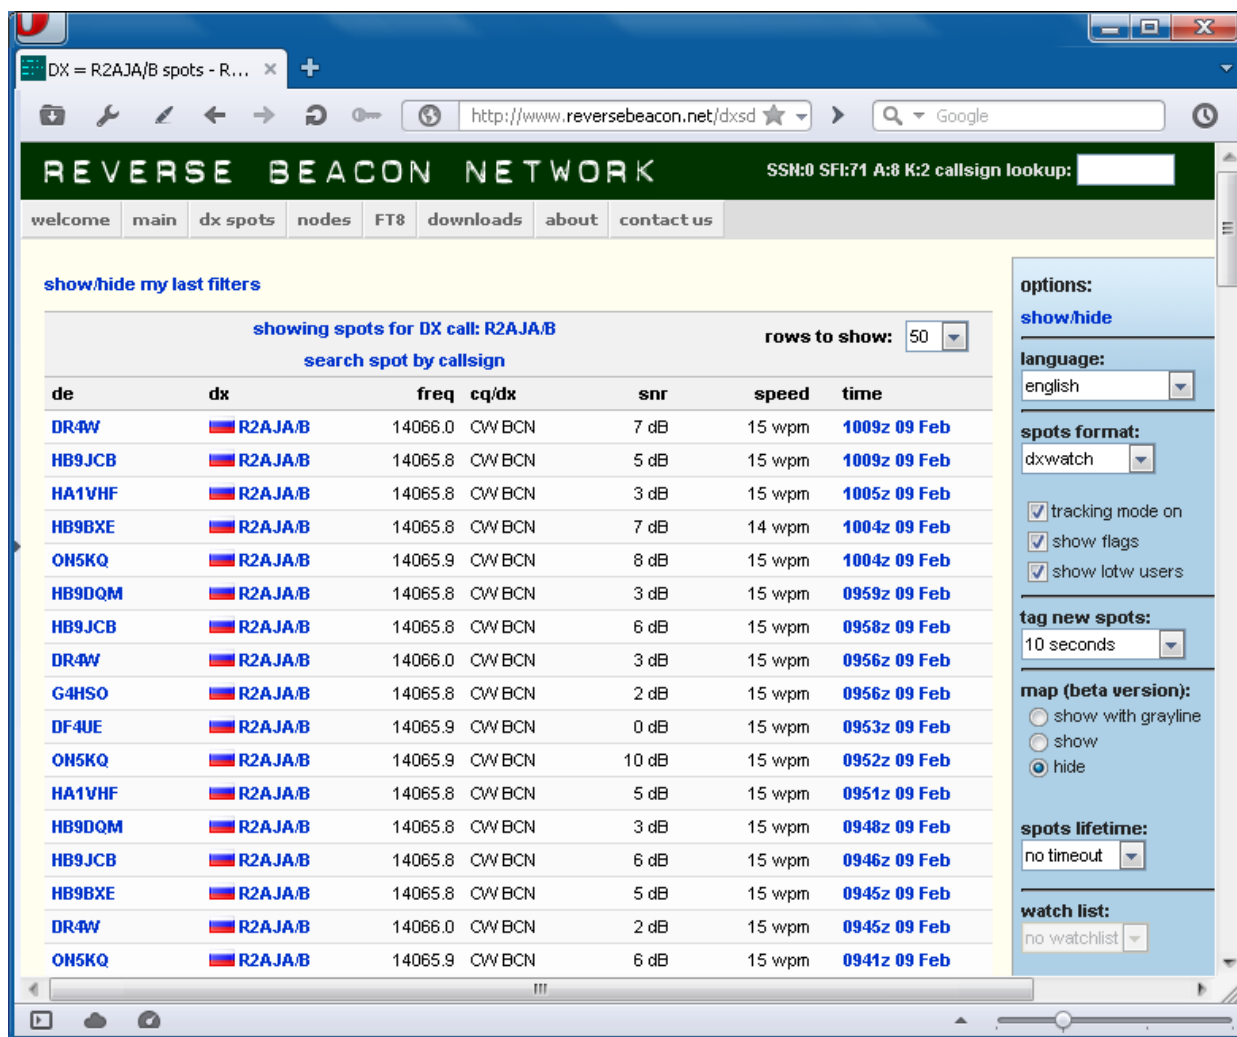 DX = R2AJA/B spots - R...
http://www.reversebeacon.net/dxsd
Google
REVERSE BEACON NETWORK
SSN:0 SFI:71 A:8 K:2 callsign lookup:
welcome main dx spots nodes FT8 downloads about contact us
show/hide my last filters
showing spots for DX call: R2AJA/B
search spot by callsign
rows to show: 50
de dx freq cq/dx snr speed time
DR4W R2AJA/B 14066.0 CW BCN 7 dB 15 wpm 1009z 09 Feb
HB9JCB R2AJA/B 14065.8 CW BCN 5 dB 15 wpm 1009z 09 Feb
HA1VHF R2AJA/B 14065.8 CW BCN 3 dB 15 wpm 1005z 09 Feb
HB9BXE R2AJA/B 14065.8 CW BCN 7 dB 14 wpm 1004z 09 Feb
ON5KQ R2AJA/B 14065.9 CW BCN 8 dB 15 wpm 1004z 09 Feb
HB9DQM R2AJA/B 14065.8 CW BCN 3 dB 15 wpm 0959z 09 Feb
HB9JCB R2AJA/B 14065.8 CW BCN 6 dB 15 wpm 0958z 09 Feb
DR4W R2AJA/B 14066.0 CW BCN 3 dB 15 wpm 0956z 09 Feb
G4HSO R2AJA/B 14065.8 CW BCN 2 dB 15 wpm 0956z 09 Feb
DF4UE R2AJA/B 14065.9 CW BCN 0 dB 15 wpm 0953z 09 Feb
ON5KQ R2AJA/B 14065.9 CW BCN 10 dB 15 wpm 0952z 09 Feb
HA1VHF R2AJA/B 14065.8 CW BCN 5 dB 15 wpm 0951z 09 Feb
HB9DQM R2AJA/B 14065.8 CW BCN 3 dB 15 wpm 0948z 09 Feb
HB9JCB R2AJA/B 14065.8 CW BCN 6 dB 15 wpm 0946z 09 Feb
HB9BXE R2AJA/B 14065.8 CW BCN 5 dB 15 wpm 0945z 09 Feb
DR4W R2AJA/B 14066.0 CW BCN 2 dB 15 wpm 0945z 09 Feb
ON5KQ R2AJA/B 14065.9 CW BCN 6 dB 15 wpm 0941z 09 Feb
options:
show/hide
language:
english
spots format:
dxwatch
tracking mode on
show flags
show lotw users
tag new spots:
10 seconds
map (beta version):
show with grayline
show
hide
spots lifetime:
no timeout
watch list:
no watchlist